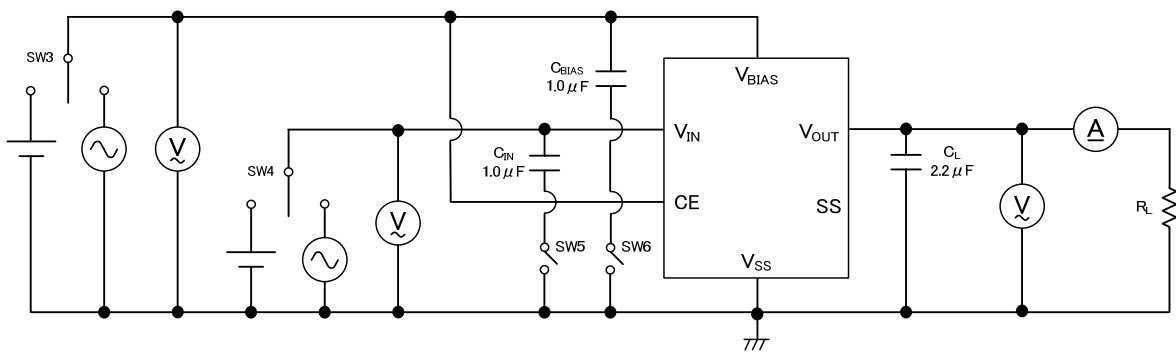 SW3
C_BIAS
1.0 μF
V_BIAS
V
V_IN
V_OUT
A
C_IN
1.0 μF
C_L
2.2 μF
SW4
V
CE
SS
V
R_L
SW5
SW6
V_SS